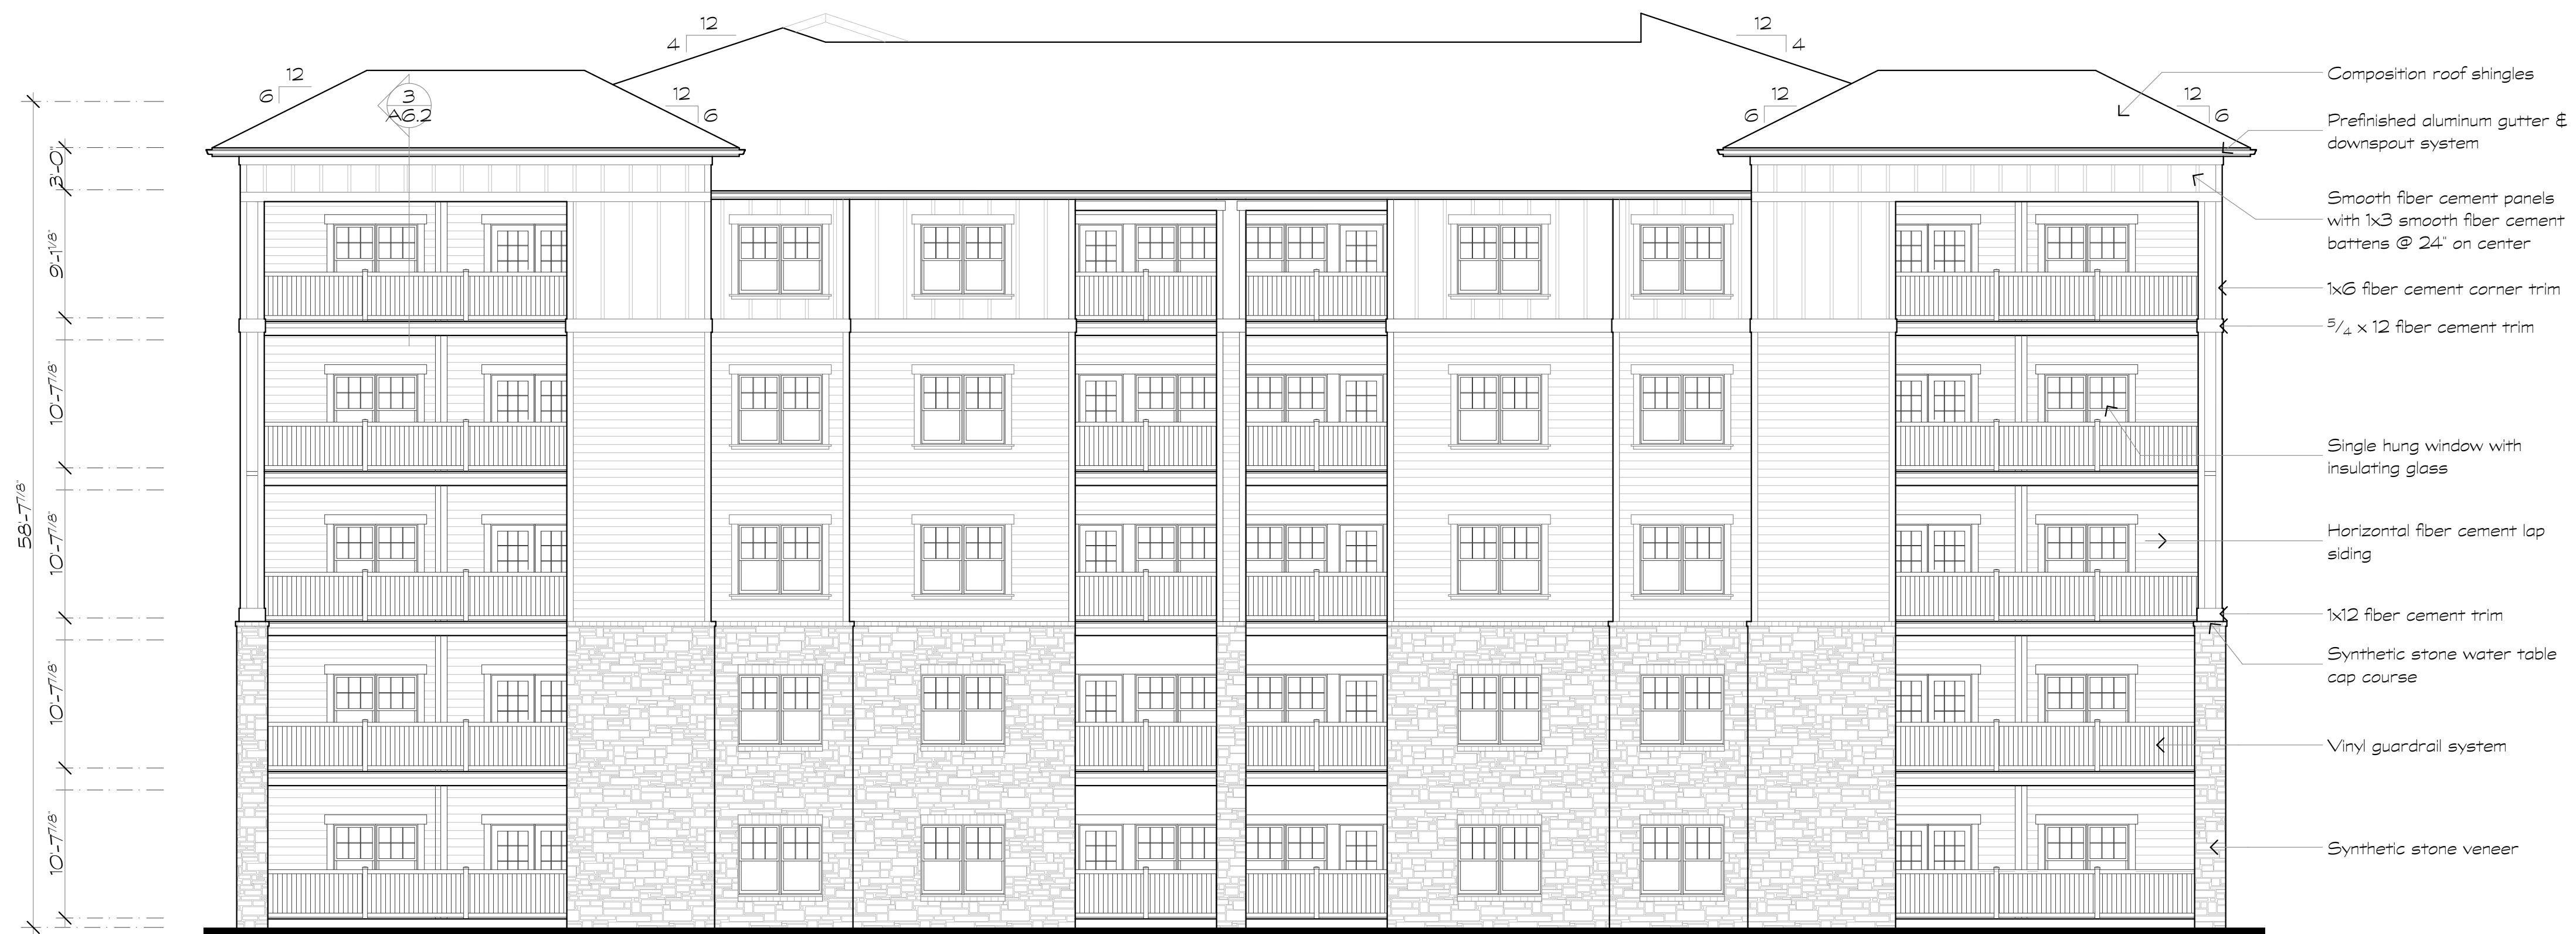 12
4
12
4
12
6
3
A6.2
12
6
12
6
12
6
58'-7 7/8"
3'-0"
9'-1 1/8"
10'-7 7/8"
10'-7 7/8"
10'-7 7/8"
10'-7 7/8"
Composition roof shingles
Prefinished aluminum gutter &
downspout system
Smooth fiber cement panels
with 1x3 smooth fiber cement
battens @ 24" on center
1x6 fiber cement corner trim
5/4 x 12 fiber cement trim
Single hung window with
insulating glass
Horizontal fiber cement lap
siding
1x12 fiber cement trim
Synthetic stone water table
cap course
Vinyl guardrail system
Synthetic stone veneer